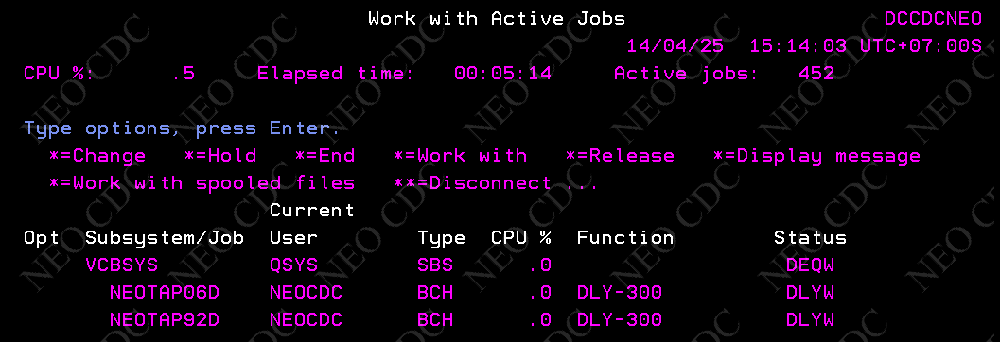 Work with Active Jobs DCCDCNEO
14/04/25 15:14:03 UTC+07:00S
CPU %: .5 Elapsed time: 00:05:14 Active jobs: 452
Type options, press Enter.
*=Change *=Hold *=End *=Work with *=Release *=Display message
*=Work with spooled files **=Disconnect ...
Current
Opt Subsystem/Job User Type CPU % Function Status
VCBSYS QSYS SBS .0 DEQW
NEOTAP06D NEOCDC BCH .0 DLY-300 DLYW
NEOTAP92D NEOCDC BCH .0 DLY-300 DLYW
NEO CDC